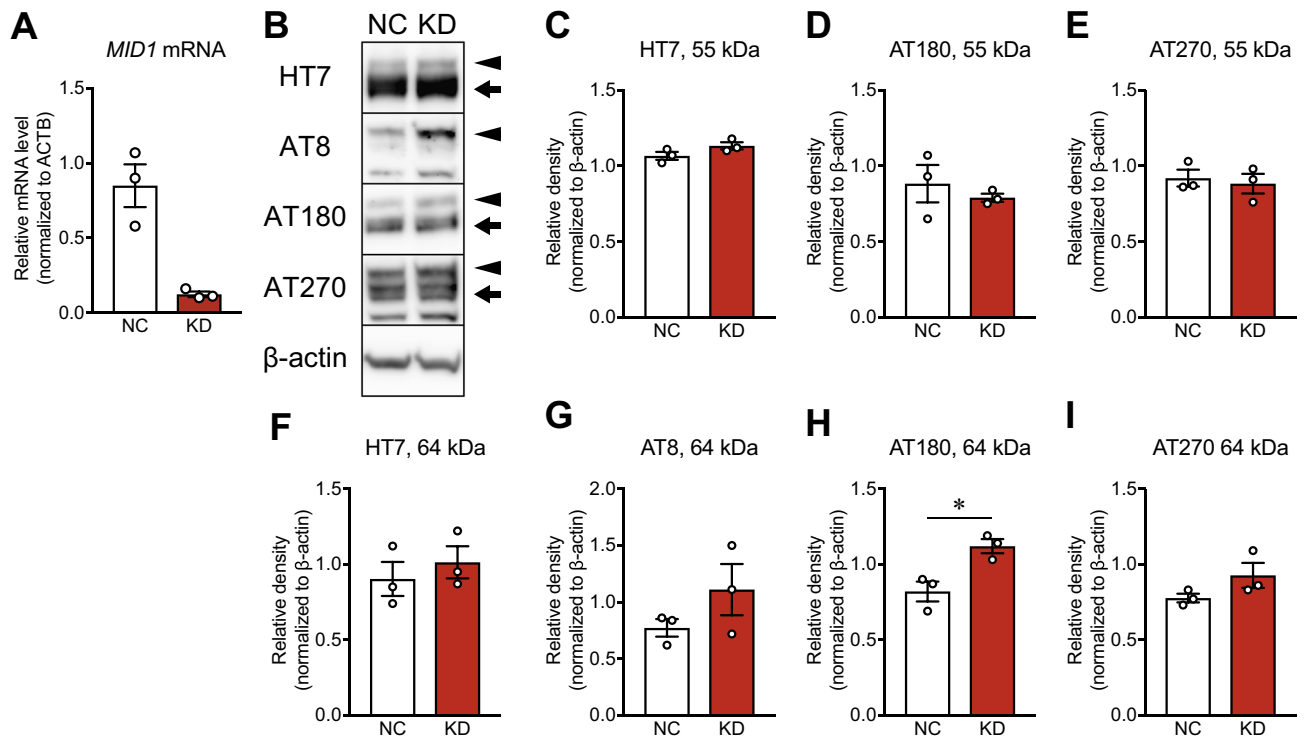 A
MID1 mRNA
Relative mRNA level
(normalized to ACTB)
1.5
1.0
0.5
0.0
NC
KD
B
NC KD
HT7
AT8
AT180
AT270
β-actin
C
HT7, 55 kDa
Relative density
(normalized to β-actin)
1.5
1.0
0.5
0.0
NC
KD
D
AT180, 55 kDa
Relative density
(normalized to β-actin)
1.5
1.0
0.5
0.0
NC
KD
E
AT270, 55 kDa
Relative density
(normalized to β-actin)
1.5
1.0
0.5
0.0
NC
KD
F
HT7, 64 kDa
Relative density
(normalized to β-actin)
1.5
1.0
0.5
0.0
NC
KD
G
AT8, 64 kDa
Relative density
(normalized to β-actin)
2.0
1.5
1.0
0.5
0.0
NC
KD
H
AT180, 64 kDa
Relative density
(normalized to β-actin)
1.5
1.0
0.5
0.0
*
NC
KD
I
AT270 64 kDa
Relative density
(normalized to β-actin)
1.5
1.0
0.5
0.0
NC
KD